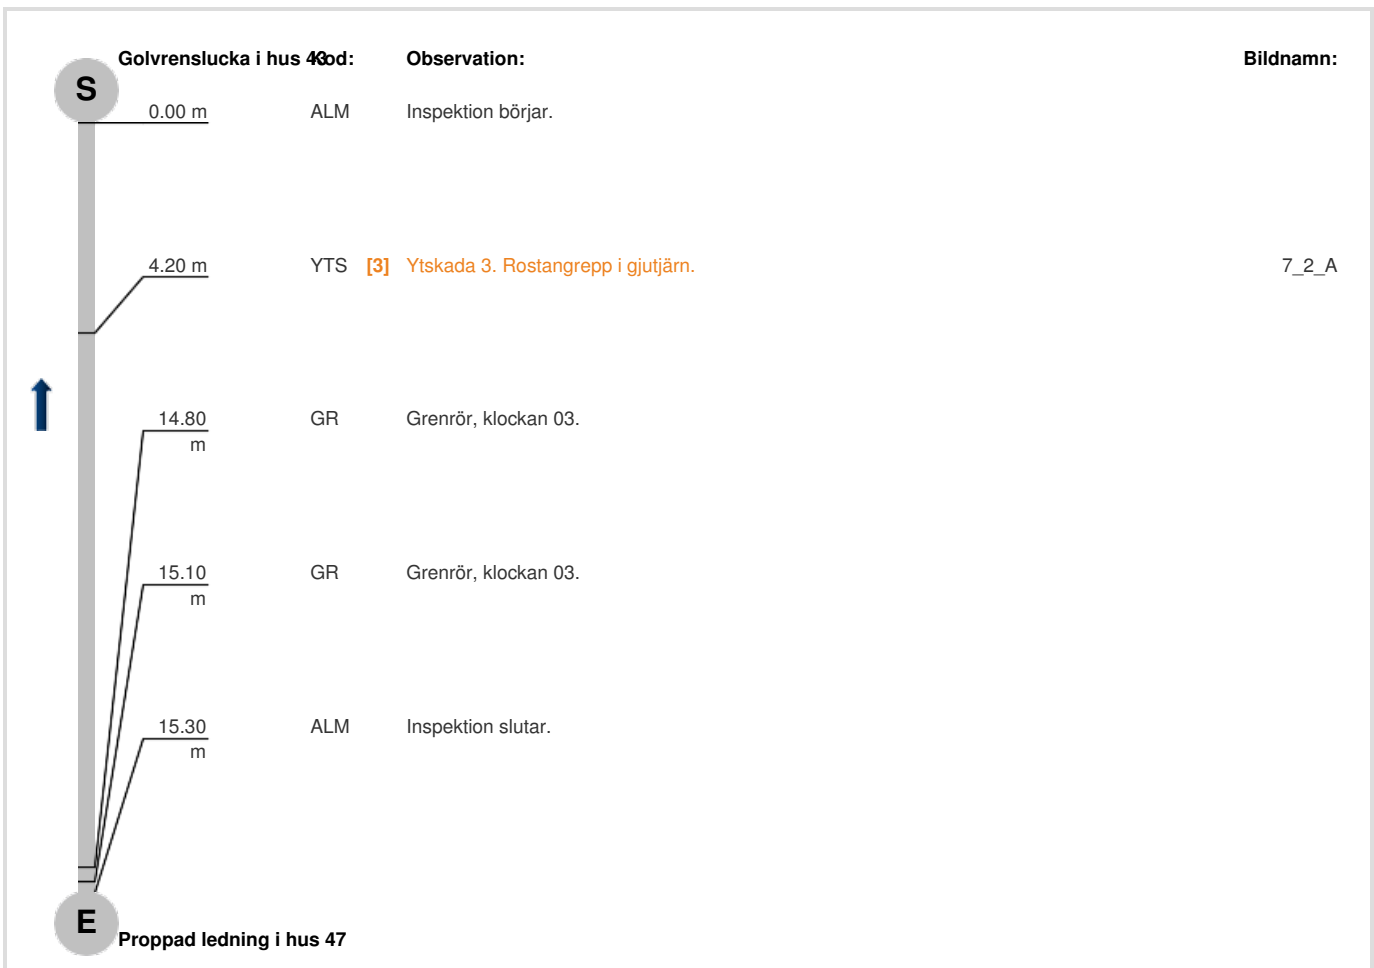 S
Golvrenslucka i hus 43 Kod: Observation: Bildnamn:
0.00 m ALM Inspektion börjar.
4.20 m YTS [3] Ytskada 3. Rostangrepp i gjutjärn. 7_2_A
14.80 m GR Grenrör, klockan 03.
15.10 m GR Grenrör, klockan 03.
15.30 m ALM Inspektion slutar.
E
Proppad ledning i hus 47